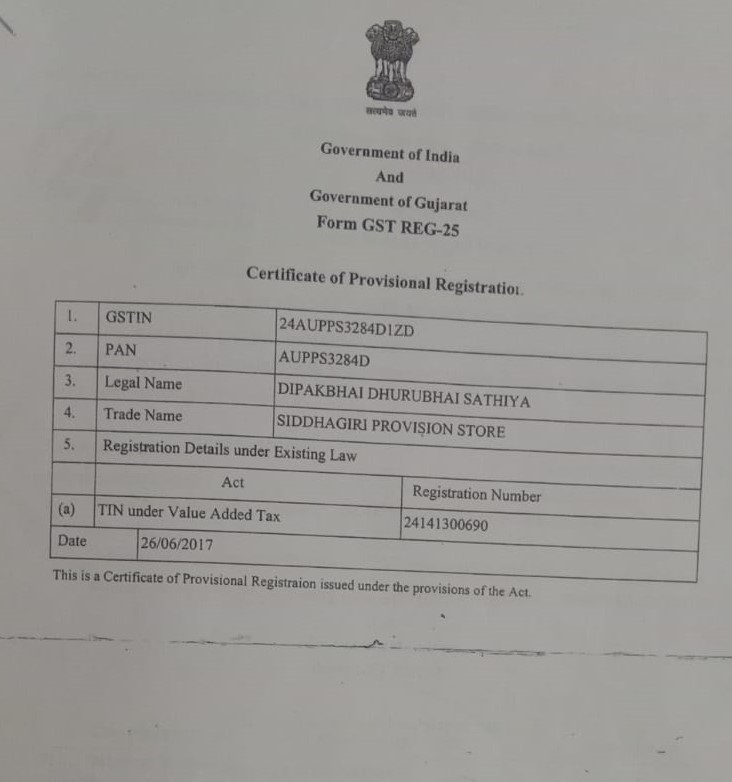 सत्यमेव जयते
Government of India
And
Government of Gujarat
Form GST REG-25
Certificate of Provisional Registration
1. GSTIN 24AUPPS3284D1ZD
2. PAN AUPPS3284D
3. Legal Name DIPAKBHAI DHURUBHAI SATHIYA
4. Trade Name SIDDHAGIRI PROVISION STORE
5. Registration Details under Existing Law
Act Registration Number
(a) TIN under Value Added Tax 24141300690
Date 26/06/2017
This is a Certificate of Provisional Registraion issued under the provisions of the Act.